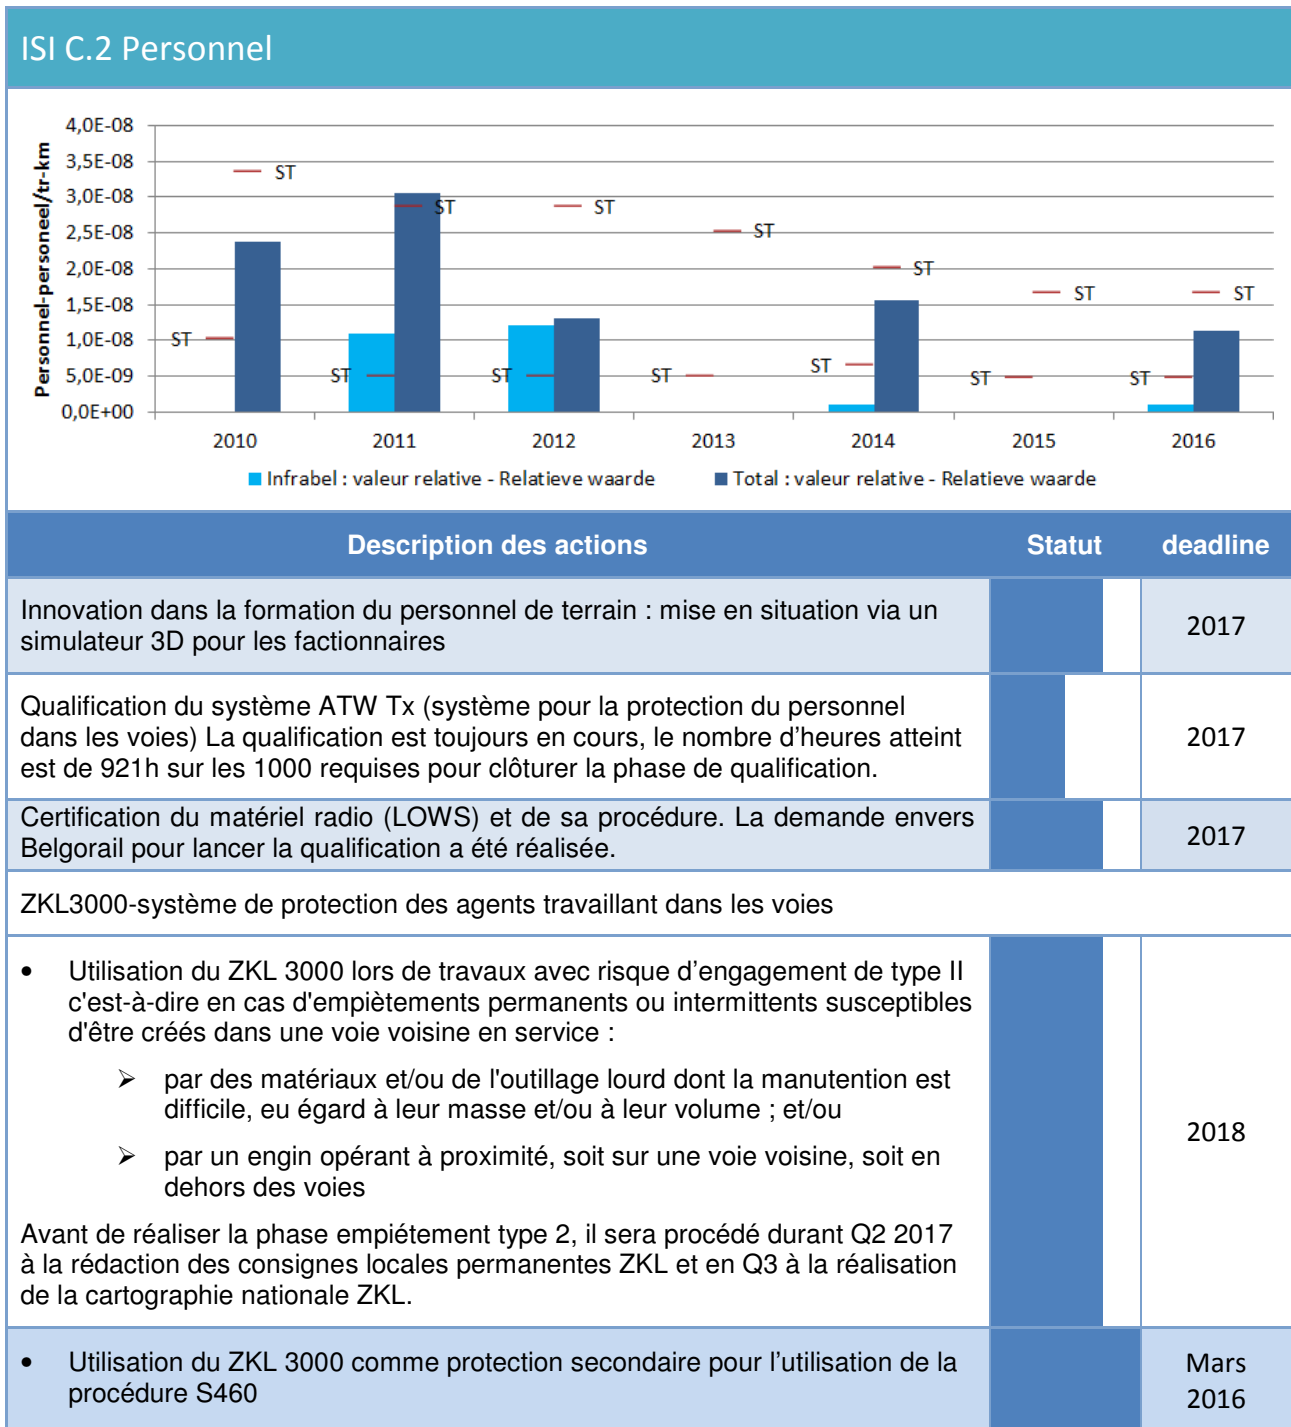 ISI C.2 Personnel
Personnel-personeel/tr-km
4,0E-08
3,5E-08
3,0E-08
2,5E-08
2,0E-08
1,5E-08
1,0E-08
5,0E-09
0,0E+00
ST
ST
ST
ST
ST
ST
ST
ST
ST
ST
ST
ST
ST
ST
2010 2011 2012 2013 2014 2015 2016
Infrabel : valeur relative - Relatieve waarde Total : valeur relative - Relatieve waarde
Description des actions Statut deadline
Innovation dans la formation du personnel de terrain : mise en situation via un
simulateur 3D pour les factionnaires
2017
Qualification du système ATW Tx (système pour la protection du personnel
dans les voies) La qualification est toujours en cours, le nombre d’heures atteint
est de 921h sur les 1000 requises pour clôturer la phase de qualification.
2017
Certification du matériel radio (LOWS) et de sa procédure. La demande envers
Belgorail pour lancer la qualification a été réalisée.
2017
ZKL3000-système de protection des agents travaillant dans les voies
• Utilisation du ZKL 3000 lors de travaux avec risque d’engagement de type II
c'est-à-dire en cas d'empiètements permanents ou intermittents susceptibles
d'être créés dans une voie voisine en service :
➢ par des matériaux et/ou de l'outillage lourd dont la manutention est
difficile, eu égard à leur masse et/ou à leur volume ; et/ou
➢ par un engin opérant à proximité, soit sur une voie voisine, soit en
dehors des voies
Avant de réaliser la phase empiétement type 2, il sera procédé durant Q2 2017
à la rédaction des consignes locales permanentes ZKL et en Q3 à la réalisation
de la cartographie nationale ZKL.
2018
• Utilisation du ZKL 3000 comme protection secondaire pour l’utilisation de la
procédure S460
Mars
2016